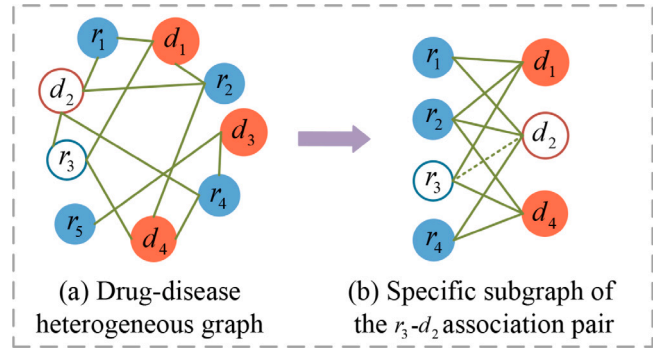 r1 d1
d2 r2
d3
r3
r4
r5 d4
(a) Drug-disease
heterogeneous graph
r1 d1
r2 d2
r3
r4 d4
(b) Specific subgraph of
the r3-d2 association pair